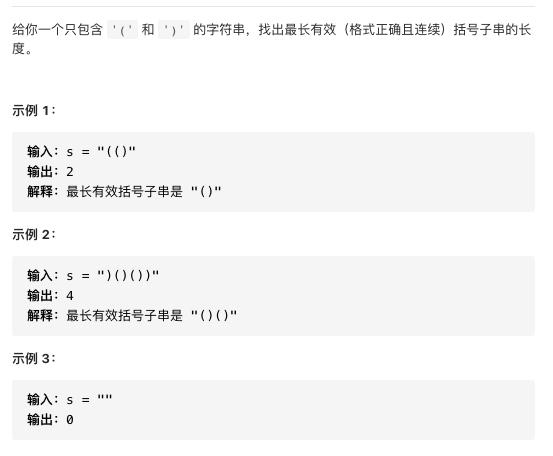 给你一个只包含 '(' 和 ')' 的字符串，找出最长有效（格式正确且连续）括号子串的长
度。
示例 1：
输入：s = "(()"
输出：2
解释：最长有效括号子串是 "()"
示例 2：
输入：s = ")()())"
输出：4
解释：最长有效括号子串是 "()()"
示例 3：
输入：s = ""
输出：0